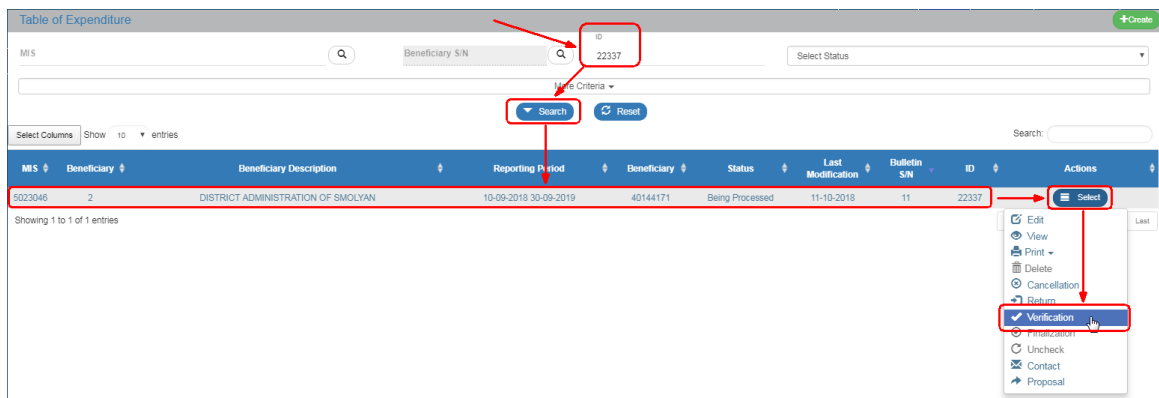 Table of Expenditure
+Create
ID
MIS
Beneficiary S/N
22337
Select Status
More Criteria
Search
Reset
Select Columns Show 10 entries
Search:
MIS Beneficiary Beneficiary Description Reporting Period Beneficiary Status Last Modification Bulletin S/N ID Actions
5023046 2 DISTRICT ADMINISTRATION OF SMOLYAN 10-09-2018 30-09-2019 40144171 Being Processed 11-10-2018 11 22337 Select
Showing 1 to 1 of 1 entries
Last
Edit
View
Print
Delete
Cancellation
Return
Verification
Finalization
Uncheck
Contact
Proposal